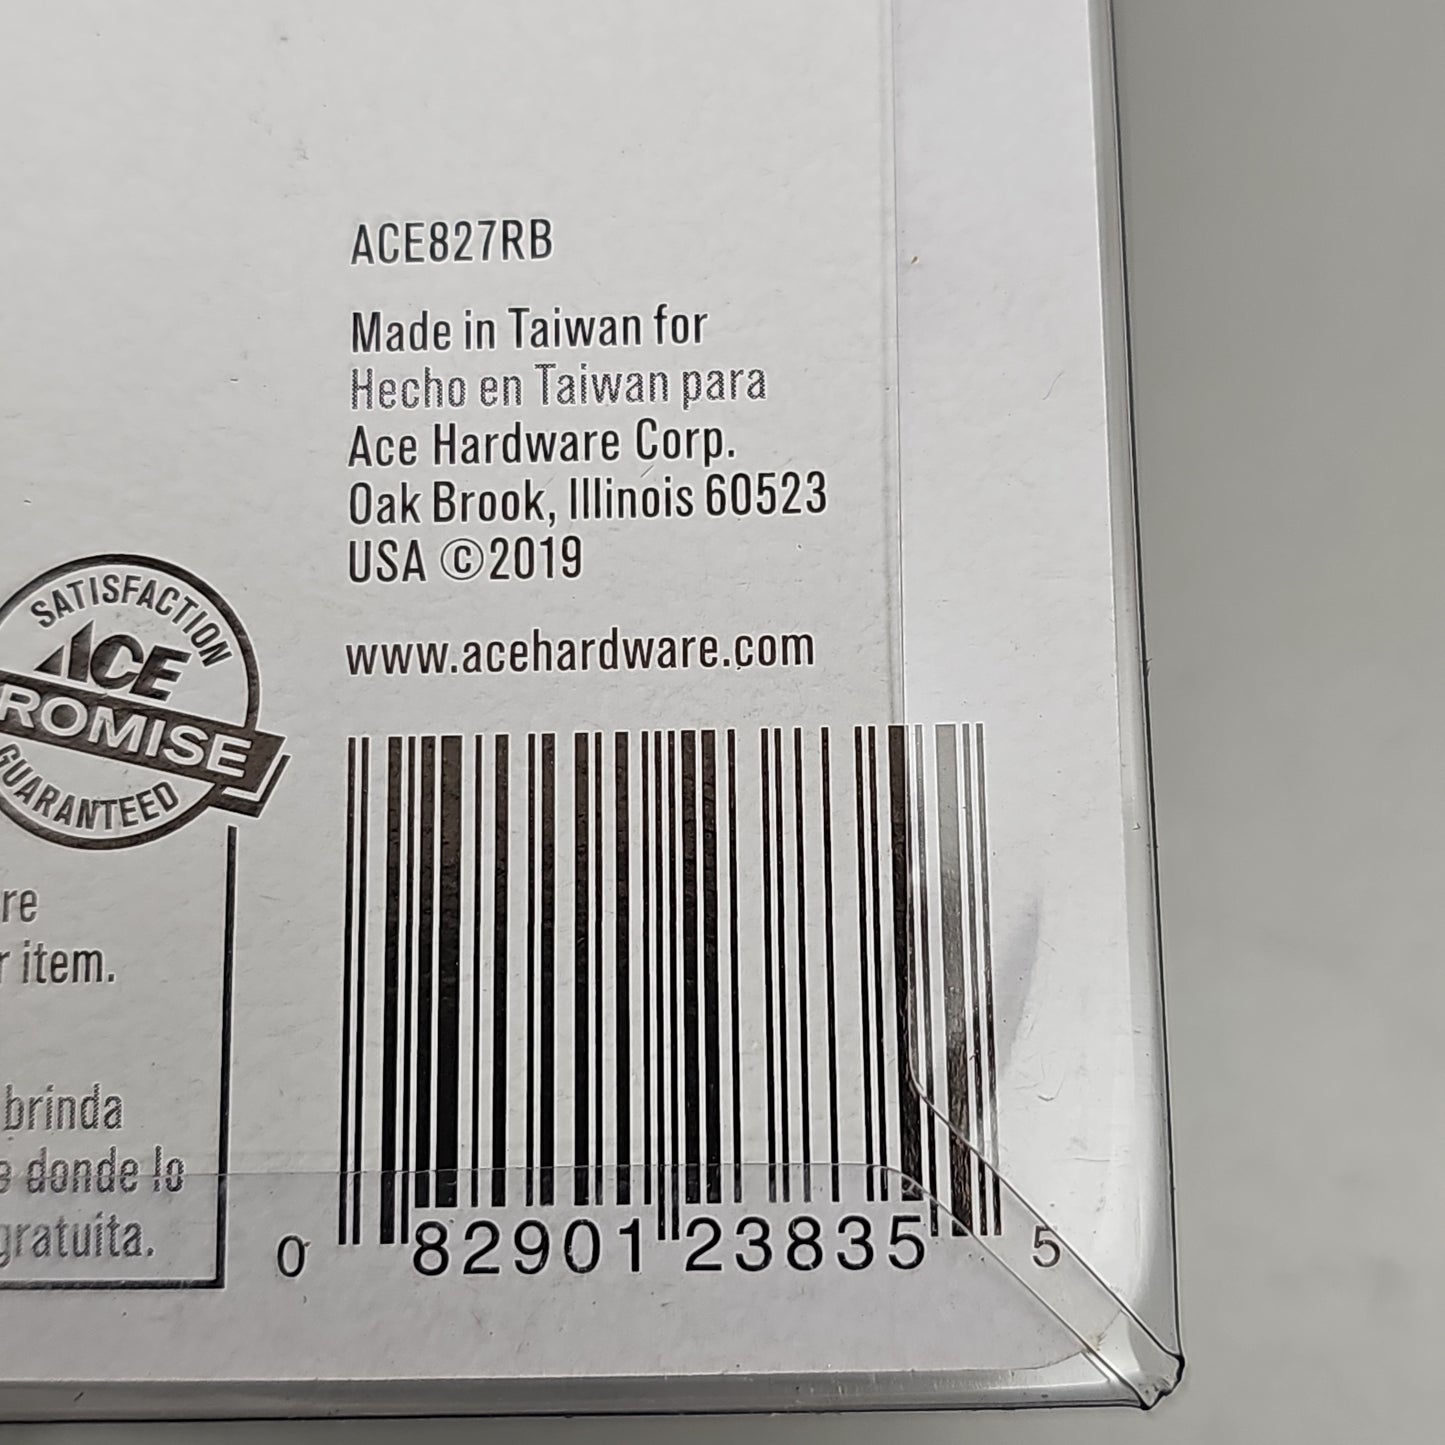 ACE827RB
Made in Taiwan for
Hecho en Taiwan para
Ace Hardware Corp.
Oak Brook, Illinois 60523
USA ©2019
www.acehardware.com
SATISFACTION
ACE
ROMISE
GUARANTEED
re
r item.
brinda
donde lo
gratuita.
0 82901 23835 5